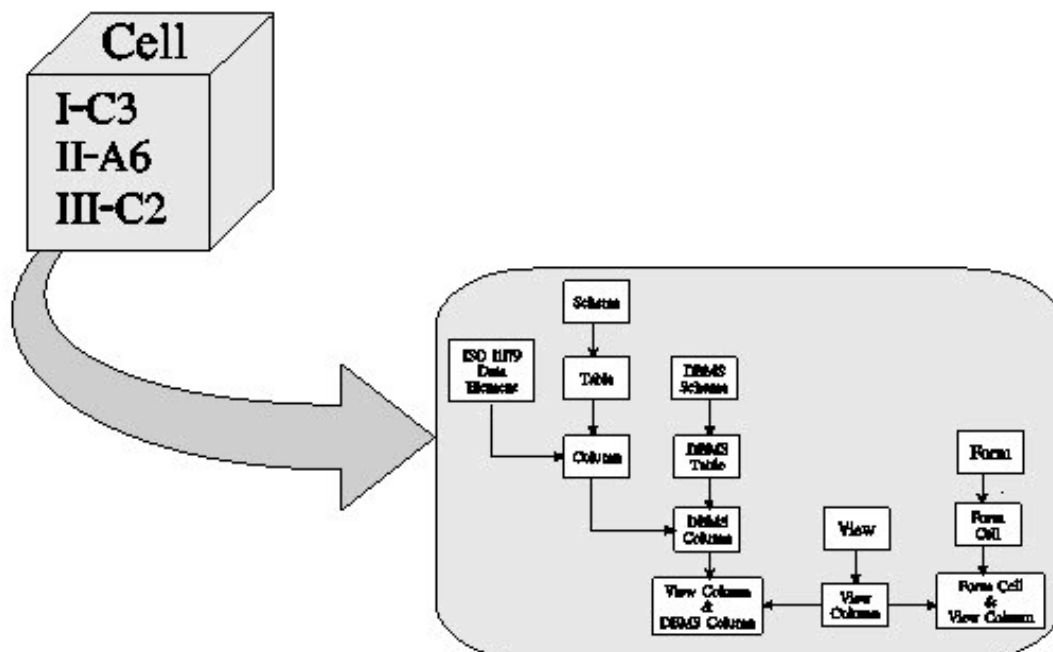 Cell
I-C3
II-A6
III-C2
Schema
ISO 11179
Data
Element
Table
DBMS
Schema
Column
DBMS
Table
Form
DBMS
Column
View
Form
Cell
View Column
&
DBMS Column
View
Column
Form Cell
&
View Column